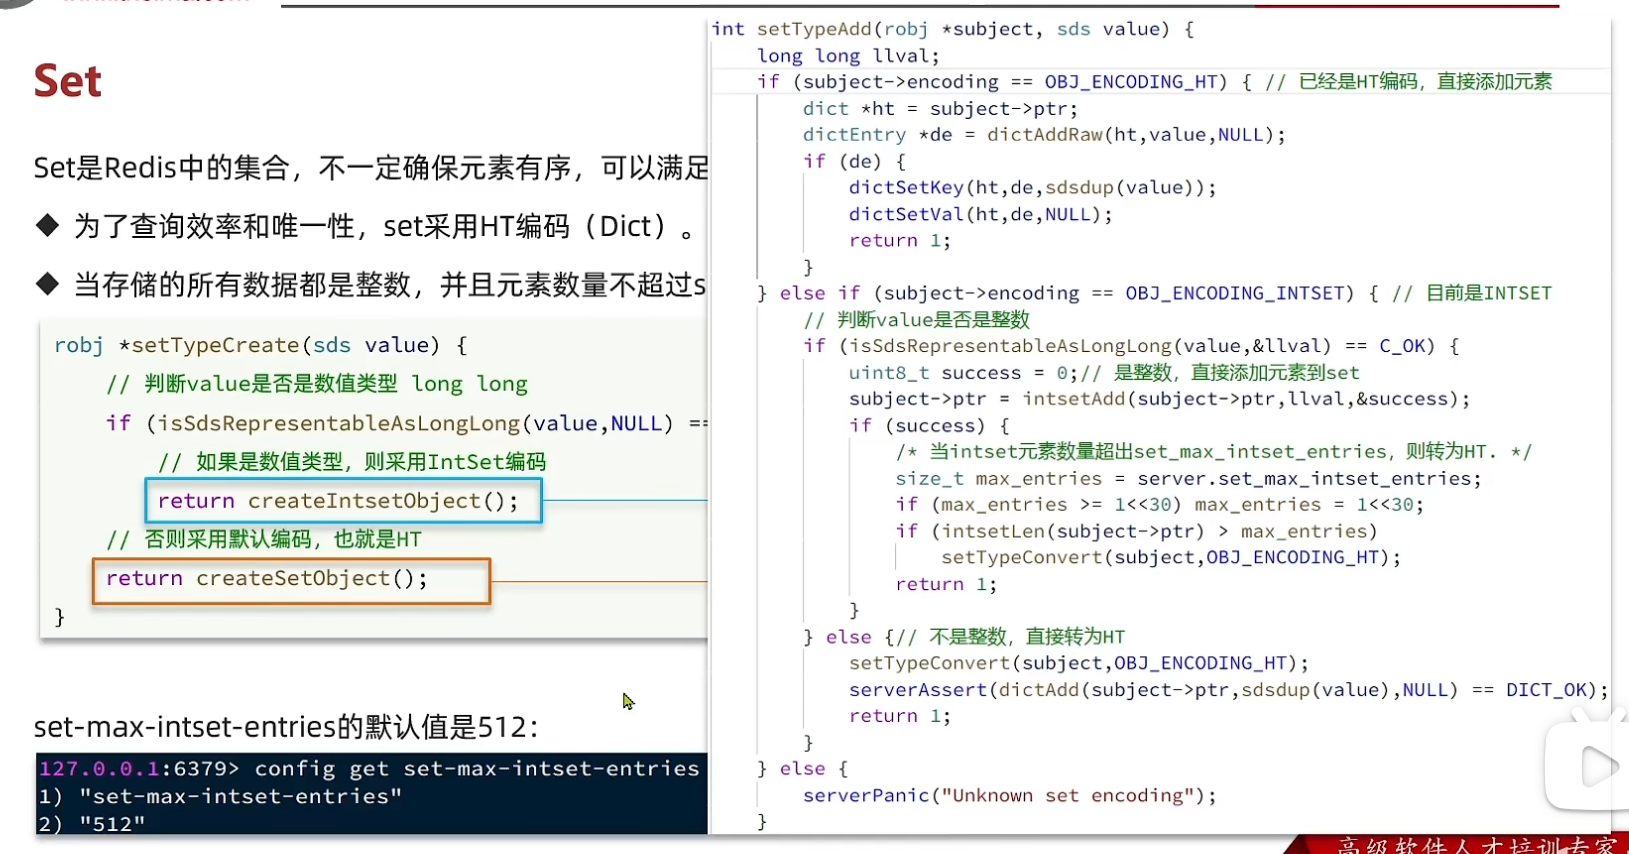 Set
Set是Redis中的集合，不一定确保元素有序，可以满足
◆ 为了查询效率和唯一性，set采用HT编码（Dict）。
◆ 当存储的所有数据都是整数，并且元素数量不超过s
robj *setTypeCreate(sds value) {
// 判断value是否是数值类型 long long
if (isSdsRepresentableAsLongLong(value,NULL) ==
// 如果是数值类型，则采用IntSet编码
return createIntsetObject();
// 否则采用默认编码，也就是HT
return createSetObject();
}
set-max-intset-entries的默认值是512：
127.0.0.1:6379> config get set-max-intset-entries
1) "set-max-intset-entries"
2) "512"
int setTypeAdd(robj *subject, sds value) {
long long llval;
if (subject->encoding == OBJ_ENCODING_HT) { // 已经是HT编码，直接添加元素
dict *ht = subject->ptr;
dictEntry *de = dictAddRaw(ht,value,NULL);
if (de) {
dictSetKey(ht,de,sdsdup(value));
dictSetVal(ht,de,NULL);
return 1;
}
} else if (subject->encoding == OBJ_ENCODING_INTSET) { // 目前是INTSET
// 判断value是否是整数
if (isSdsRepresentableAsLongLong(value,&llval) == C_OK) {
uint8_t success = 0;// 是整数，直接添加元素到set
subject->ptr = intsetAdd(subject->ptr,llval,&success);
if (success) {
/* 当intset元素数量超出set_max_intset_entries，则转为HT. */
size_t max_entries = server.set_max_intset_entries;
if (max_entries >= 1<<30) max_entries = 1<<30;
if (intsetLen(subject->ptr) > max_entries)
setTypeConvert(subject,OBJ_ENCODING_HT);
return 1;
}
} else {// 不是整数，直接转为HT
setTypeConvert(subject,OBJ_ENCODING_HT);
serverAssert(dictAdd(subject->ptr,sdsdup(value),NULL) == DICT_OK);
return 1;
}
} else {
serverPanic("Unknown set encoding");
}
高级软件人才培训专家